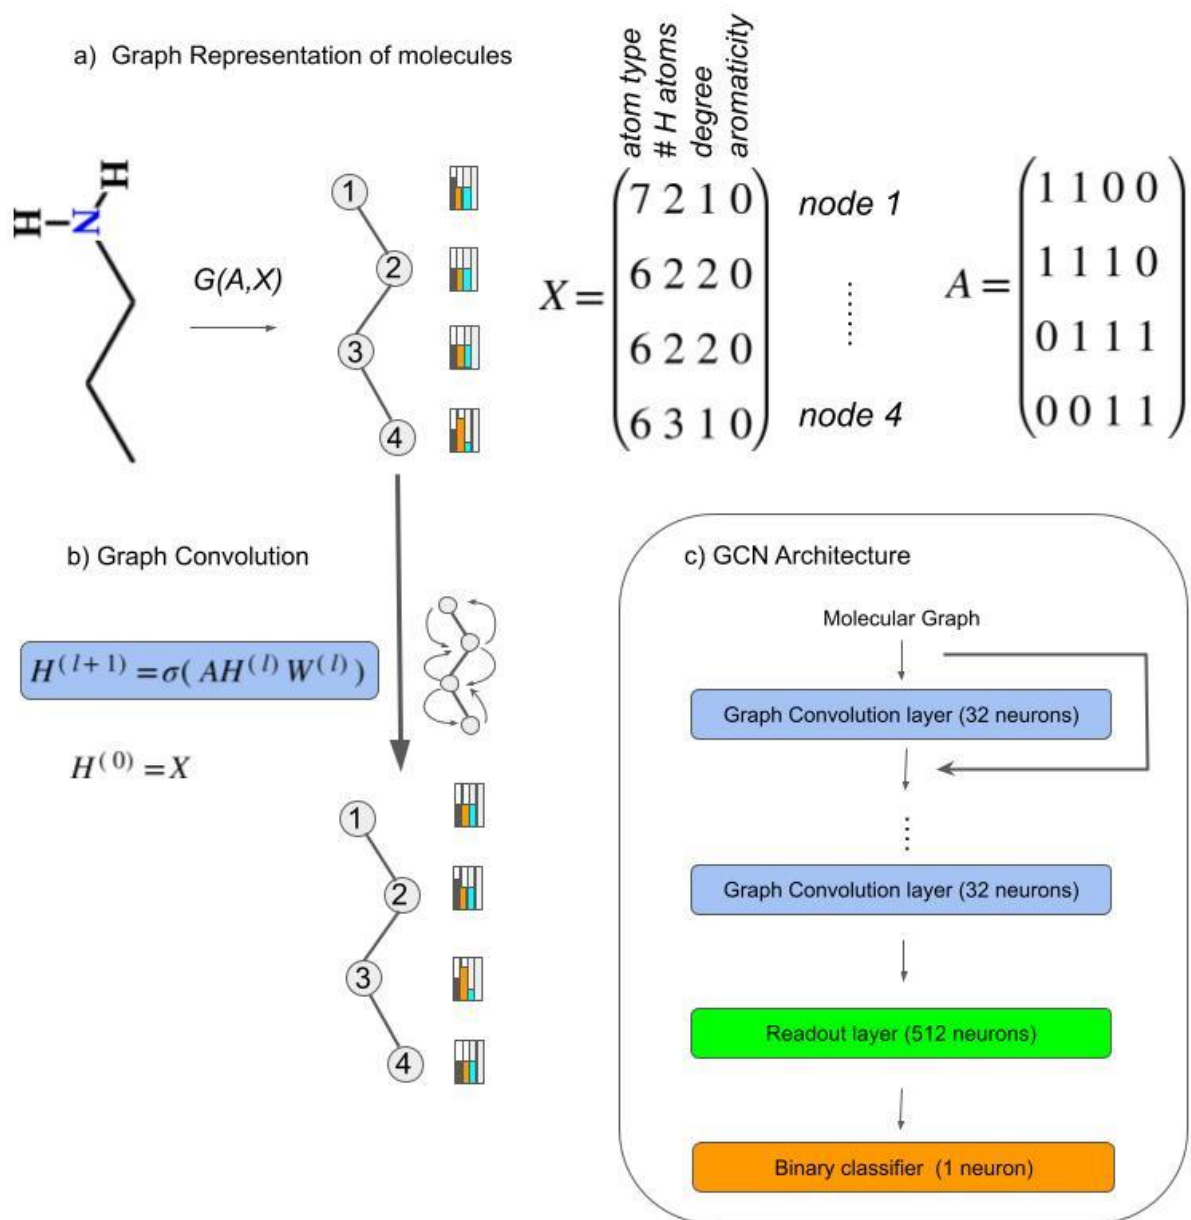 a) Graph Representation of molecules
atom type
# H atoms
degree
aromaticity
H
H
N
G(A,X)
1
2
3
4
X =
7 2 1 0
6 2 2 0
6 2 2 0
6 3 1 0
node 1
node 4
A =
1 1 0 0
1 1 1 0
0 1 1 1
0 0 1 1
b) Graph Convolution
H^(l+1) = σ( AH^(l) W^(l) )
H^(0) = X
1
2
3
4
c) GCN Architecture
Molecular Graph
Graph Convolution layer (32 neurons)
Graph Convolution layer (32 neurons)
Readout layer (512 neurons)
Binary classifier (1 neuron)